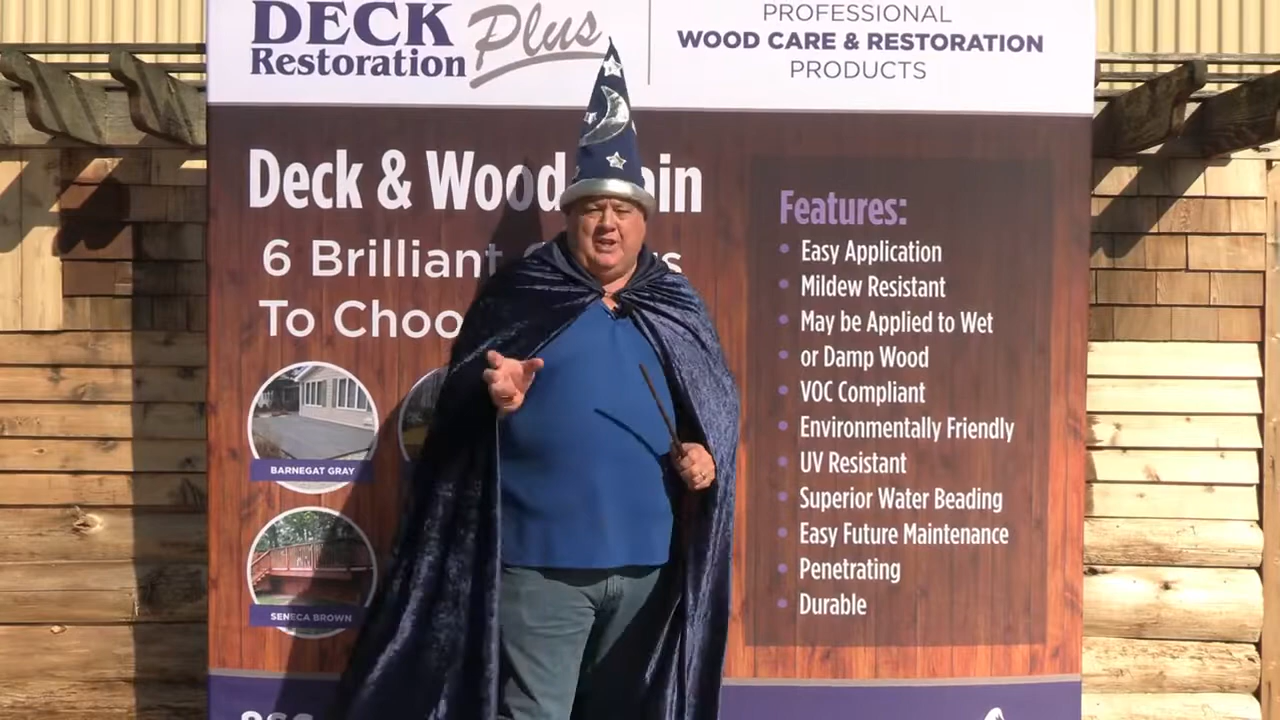 DECK Plus
Restoration
PROFESSIONAL
WOOD CARE & RESTORATION
PRODUCTS
Deck & Wood
6 Brilliant
To
Features:
Easy Application
Mildew Resistant
May be Applied to Wet
or Damp Wood
VOC Compliant
Environmentally Friendly
UV Resistant
Superior Water Beading
Easy Future Maintenance
Penetrating
Durable
BARNEGAT GRAY
SENECA BROWN